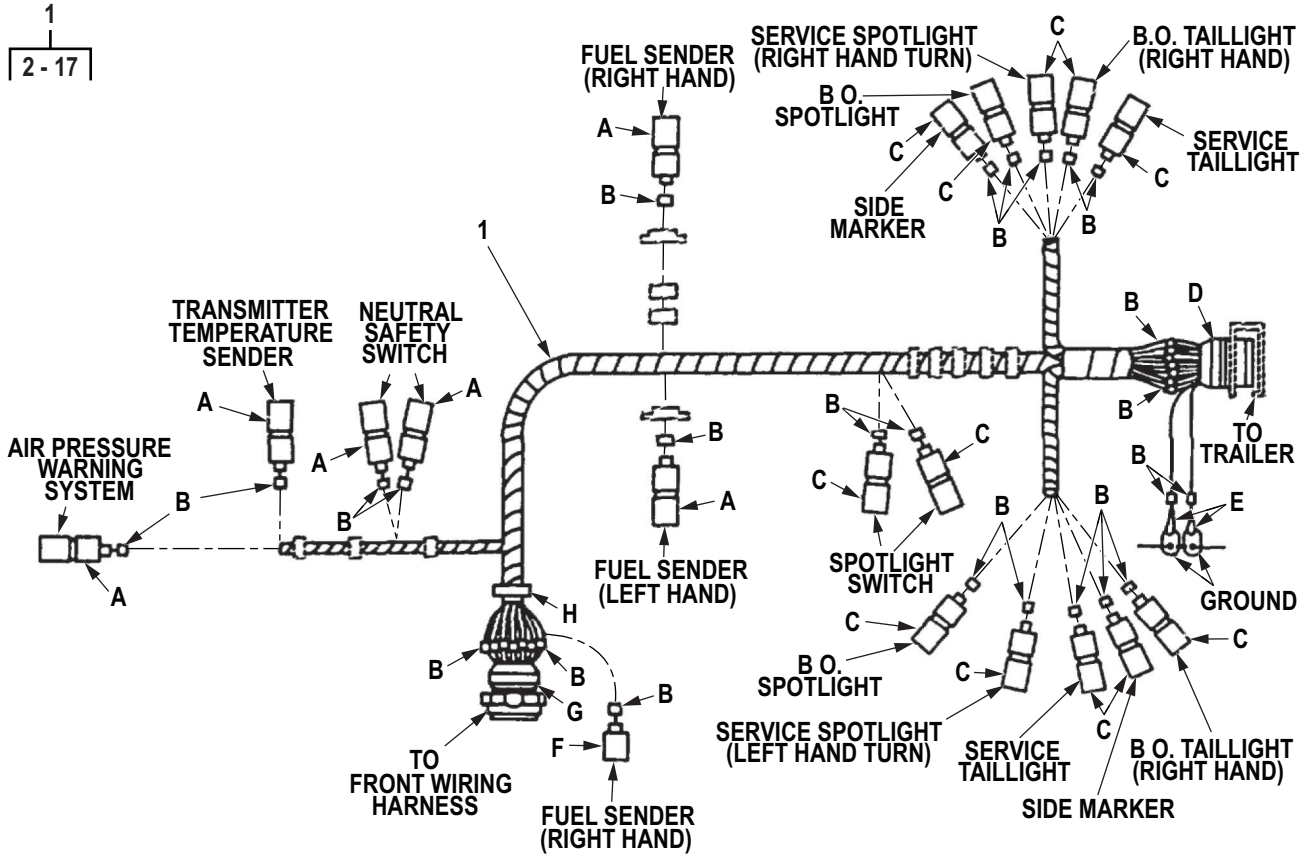 1
2 - 17
FUEL SENDER
(RIGHT HAND)
A
B
SERVICE SPOTLIGHT
(RIGHT HAND TURN)
C
B.O. TAILLIGHT
(RIGHT HAND)
B O.
SPOTLIGHT
C
C
SIDE
MARKER
B
B
SERVICE
TAILLIGHT
C
1
TRANSMITTER
TEMPERATURE
SENDER
A
NEUTRAL
SAFETY
SWITCH
A
A
AIR PRESSURE
WARNING
SYSTEM
B
A
B
B
A
FUEL SENDER
(LEFT HAND)
B
C
C
SPOTLIGHT
SWITCH
B
D
B
TO
TRAILER
B
E
GROUND
H
B
B
G
TO
FRONT WIRING
HARNESS
B
F
FUEL SENDER
(RIGHT HAND)
B
B
C
B O.
SPOTLIGHT
C
SERVICE SPOTLIGHT
(LEFT HAND TURN)
C
SERVICE
TAILLIGHT
C
B O. TAILLIGHT
(RIGHT HAND)
SIDE MARKER